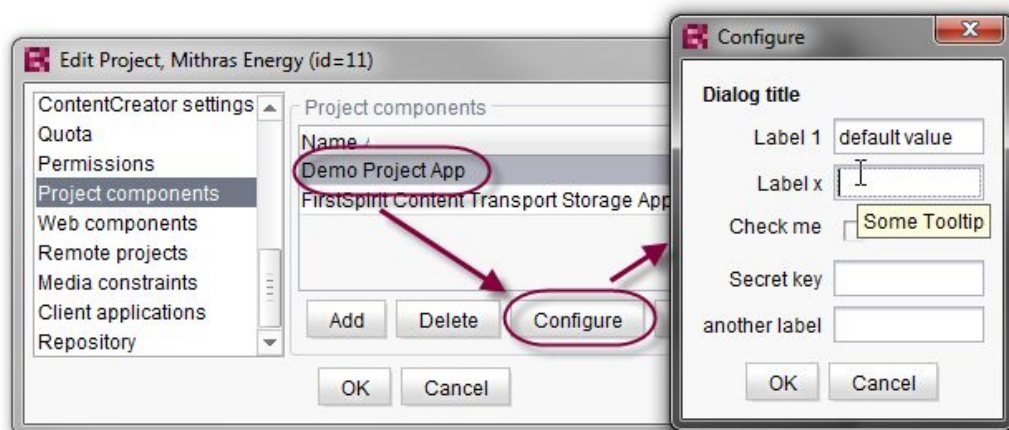 Edit Project, Mithras Energy (id=11)
ContentCreator settings
Quota
Permissions
Project components
Web components
Remote projects
Media constraints
Client applications
Repository
Project components
Name
Demo Project App
FirstSpirit Content Transport Storage App
Add Delete Configure
OK Cancel
Configure
Dialog title
Label 1 default value
Label x
Some Tooltip
Check me
Secret key
another label
OK Cancel